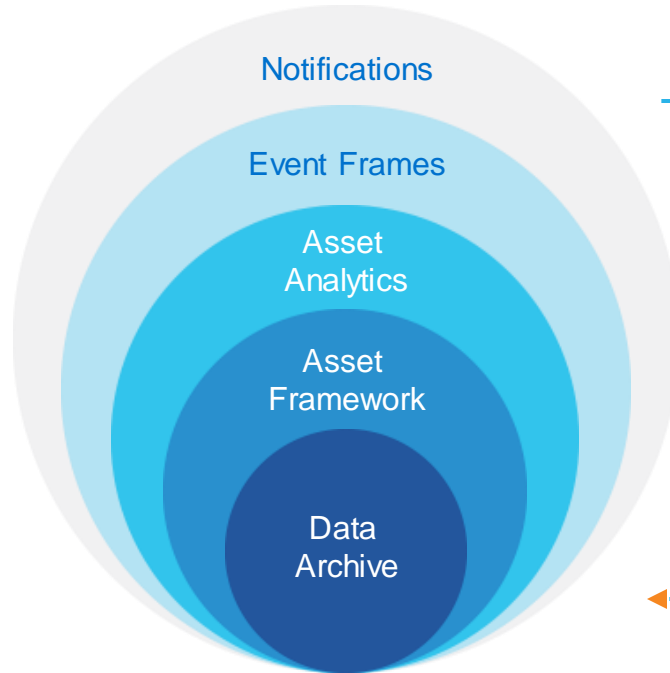 Notifications
Event Frames
Asset
Analytics
Asset
Framework
Data
Archive